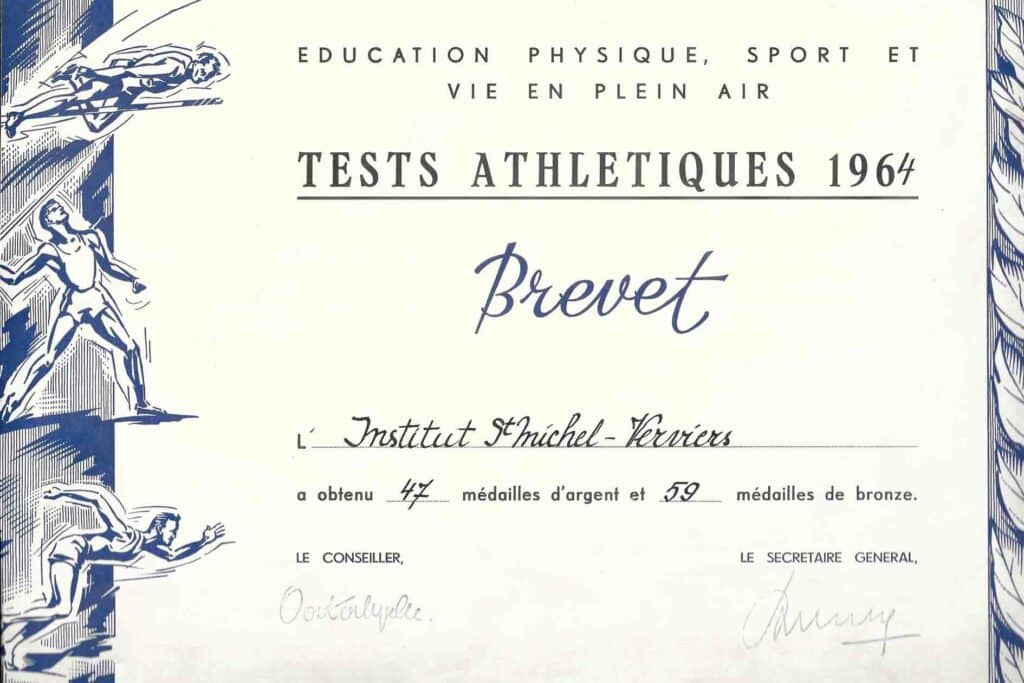 EDUCATION PHYSIQUE, SPORT ET
VIE EN PLEIN AIR
TESTS ATHLETIQUES 1964
Brevet
L' Institut St Michel - Verviers
a obtenu 47 médailles d'argent et 59 médailles de bronze.
LE CONSEILLER, LE SECRETAIRE GENERAL,